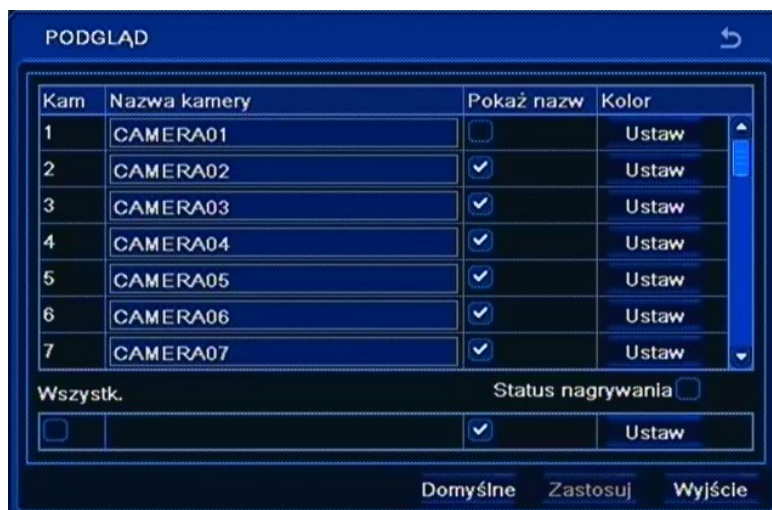 PODGLĄD
Kam Nazwa kamery Pokaż nazw Kolor
1 CAMERA01 Ustaw
2 CAMERA02 Ustaw
3 CAMERA03 Ustaw
4 CAMERA04 Ustaw
5 CAMERA05 Ustaw
6 CAMERA06 Ustaw
7 CAMERA07 Ustaw
Wszystk. Status nagrywania
Ustaw
Domyślne Zastosuj Wyjście